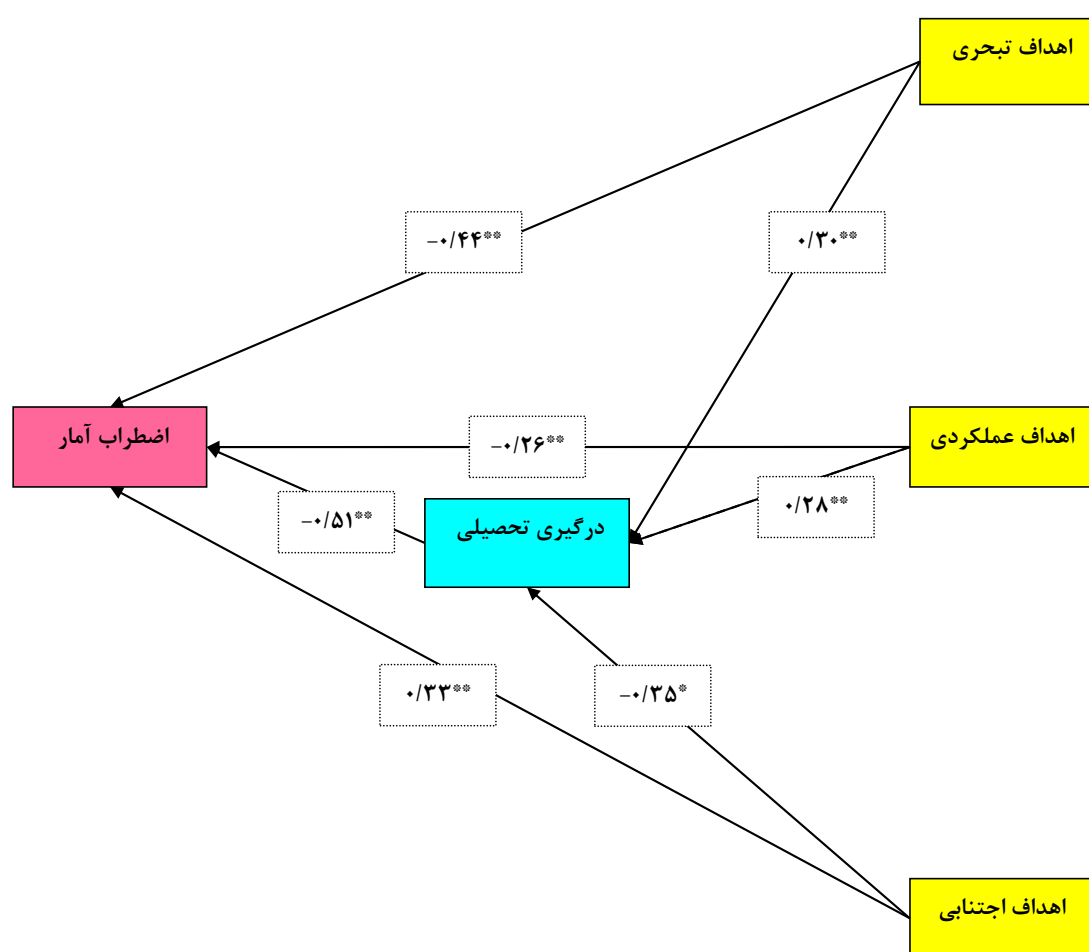 اهداف تبحری
−۰/۴۴**
۰/۳۰**
اهداف عملکردی
−۰/۲۶**
اضطراب آمار
۰/۲۸**
درگیری تحصیلی
−۰/۵۱**
−۰/۳۵*
۰/۳۳**
اهداف اجتنابی